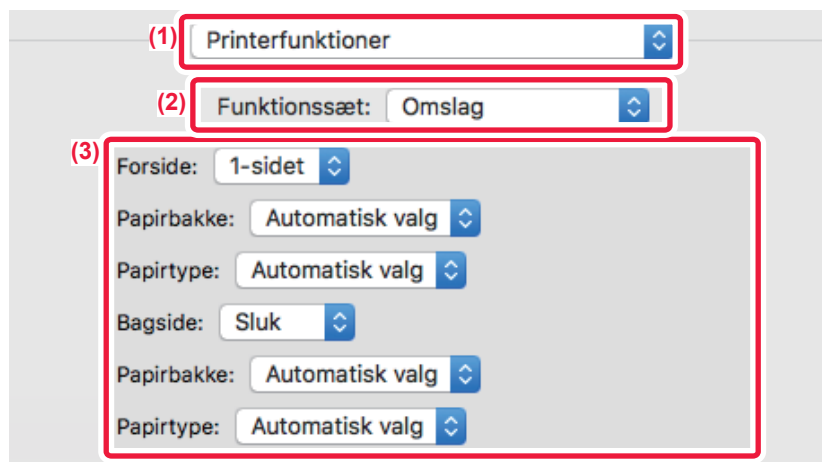 (1) Printerfunktioner
(2) Funktionssæt: Omslag
(3)
Forside: 1-sidet
Papirbakke: Automatisk valg
Papirtype: Automatisk valg
Bagside: Sluk
Papirbakke: Automatisk valg
Papirtype: Automatisk valg